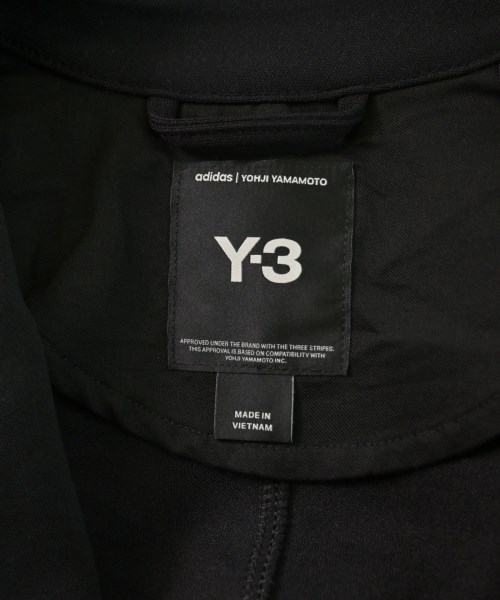 adidas | YOHJI YAMAMOTO
Y-3
APPROVED UNDER THE BRAND WITH THE THREE STRIPES.
THIS APPROVAL IS BASED ON COMPATIBILITY WITH
YOHJI YAMAMOTO INC.
MADE IN
VIETNAM